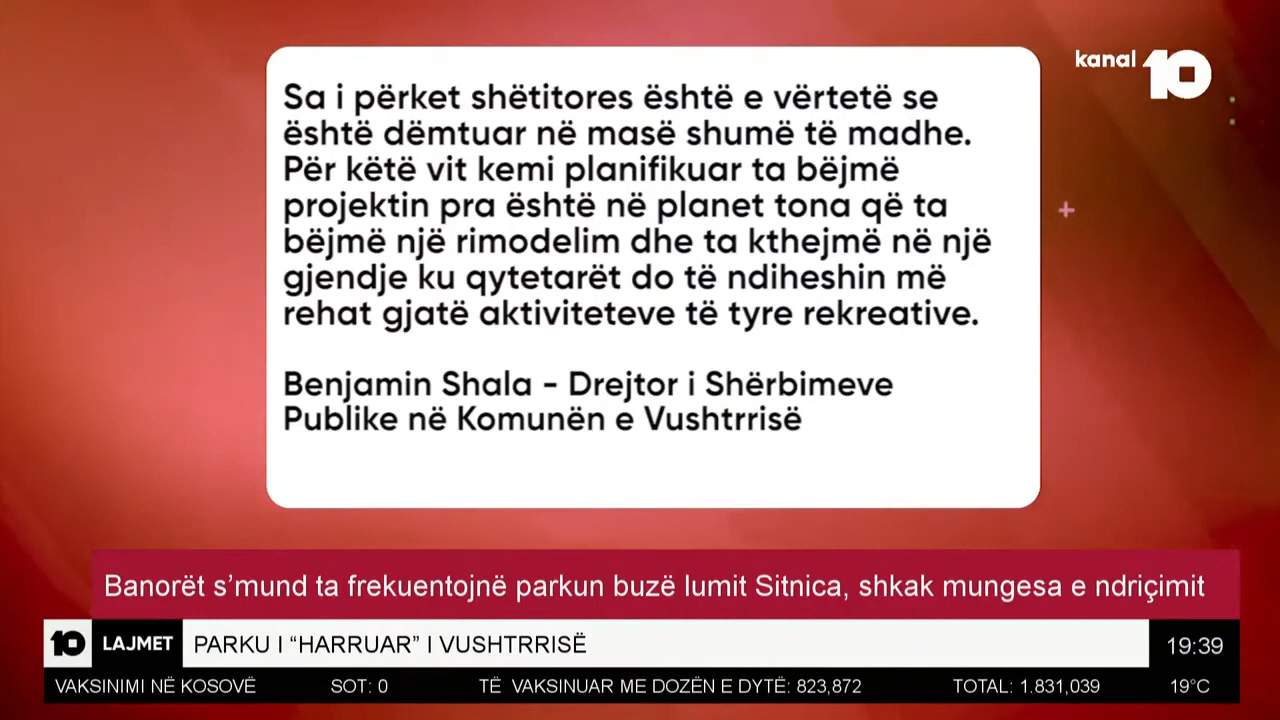 kanal 10
Sa i përket shëtitores është e vërtetë se
është dëmtuar në masë shumë të madhe.
Për këtë vit kemi planifikuar ta bëjmë
projektin pra është në planet tona që ta
bëjmë një rimodelim dhe ta kthejmë në një
gjendje ku qytetarët do të ndiheshin më
rehat gjatë aktiviteteve të tyre rekreative.
Benjamin Shala - Drejtor i Shërbimeve
Publike në Komunën e Vushtrrisë
Banorët s’mund ta frekuentojnë parkun buzë lumit Sitnica, shkak mungesa e ndriçimit
10 LAJMET PARKU I “HARRUAR” I VUSHTRRISË 19:39
VAKSINIMI NË KOSOVË SOT: 0 TË VAKSINUAR ME DOZËN E DYTË: 823,872 TOTAL: 1.831,039 19°C